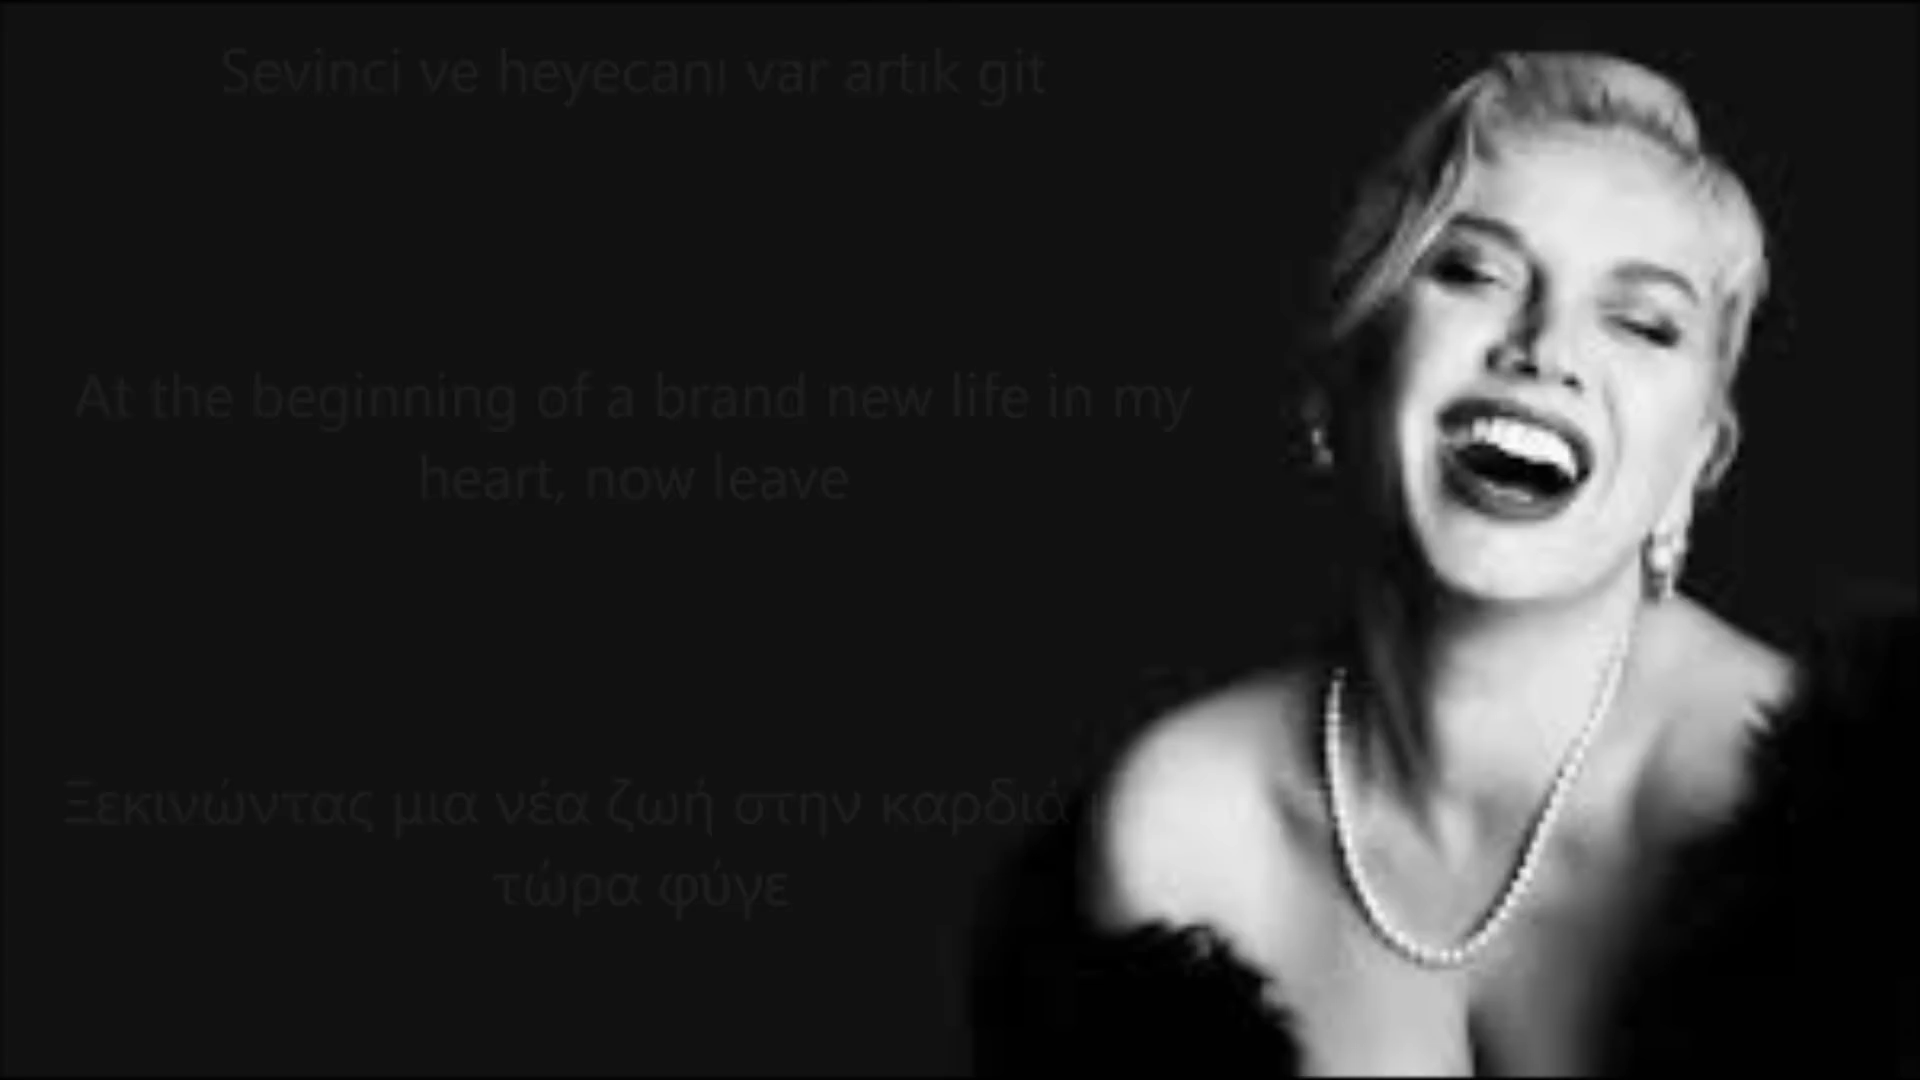 Sevinci ve heyecanı var artık git
At the beginning of a brand new life in my
heart, now leave
Ξεκινώντας μια νέα ζωή στην καρδιά
τώρα φύγε